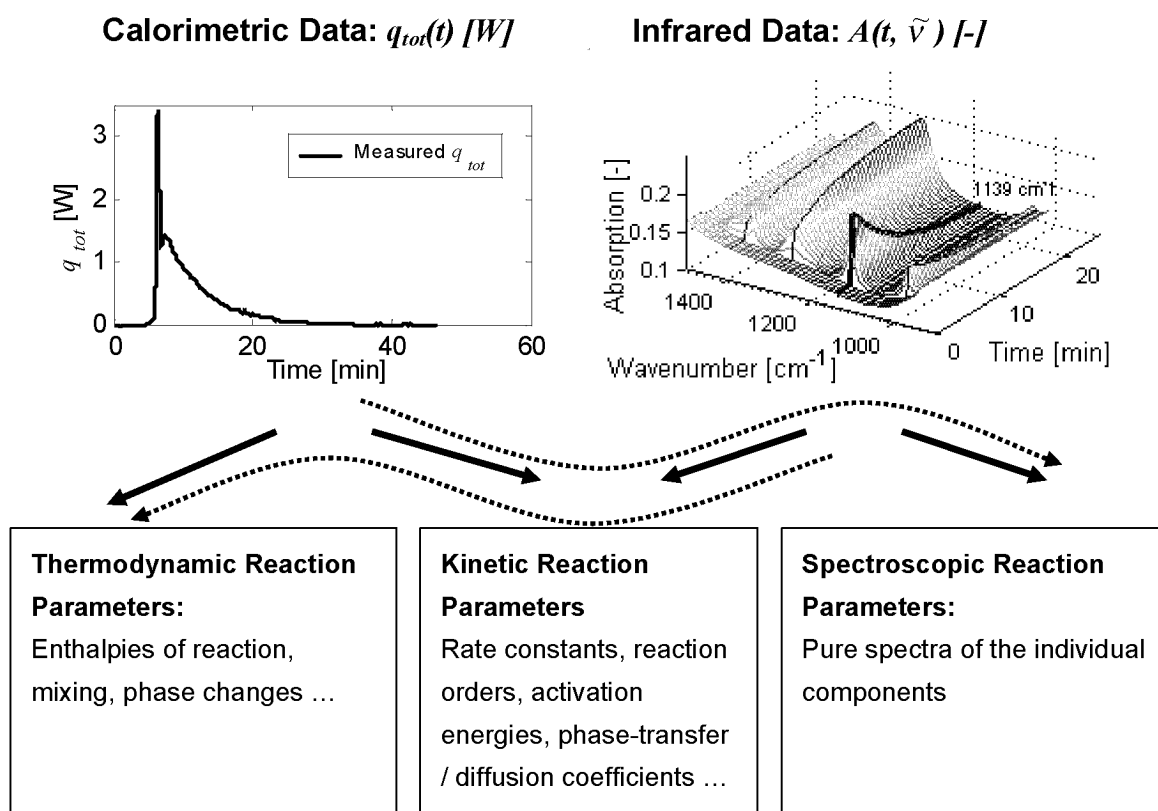 Calorimetric Data: q_tot(t) [W]
Infrared Data: A(t, ṽ ) [-]
3
2
1
0
q tot [W]
Measured q tot
0
20
40
60
Time [min]
Absorption [-]
0.2
0.15
0.1
1139 cm-1
1400
1200
1000
Wavenumber [cm-1]
0
10
20
Time [min]
Thermodynamic Reaction
Parameters:
Enthalpies of reaction,
mixing, phase changes …
Kinetic Reaction
Parameters
Rate constants, reaction
orders, activation
energies, phase-transfer
/ diffusion coefficients …
Spectroscopic Reaction
Parameters:
Pure spectra of the individual
components